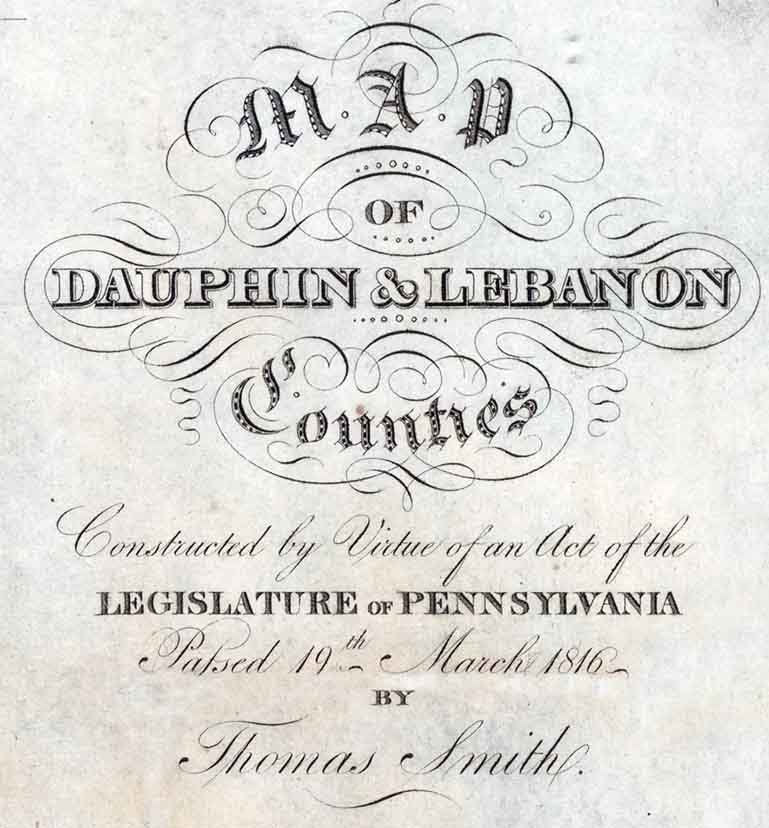 M.A.P
OF
DAUPHIN & LEBANON
Counties
Constructed by Virtue of an Act of the
LEGISLATURE OF PENNSYLVANIA
Paſsed 19th March 1816
BY
Thomas Smith.